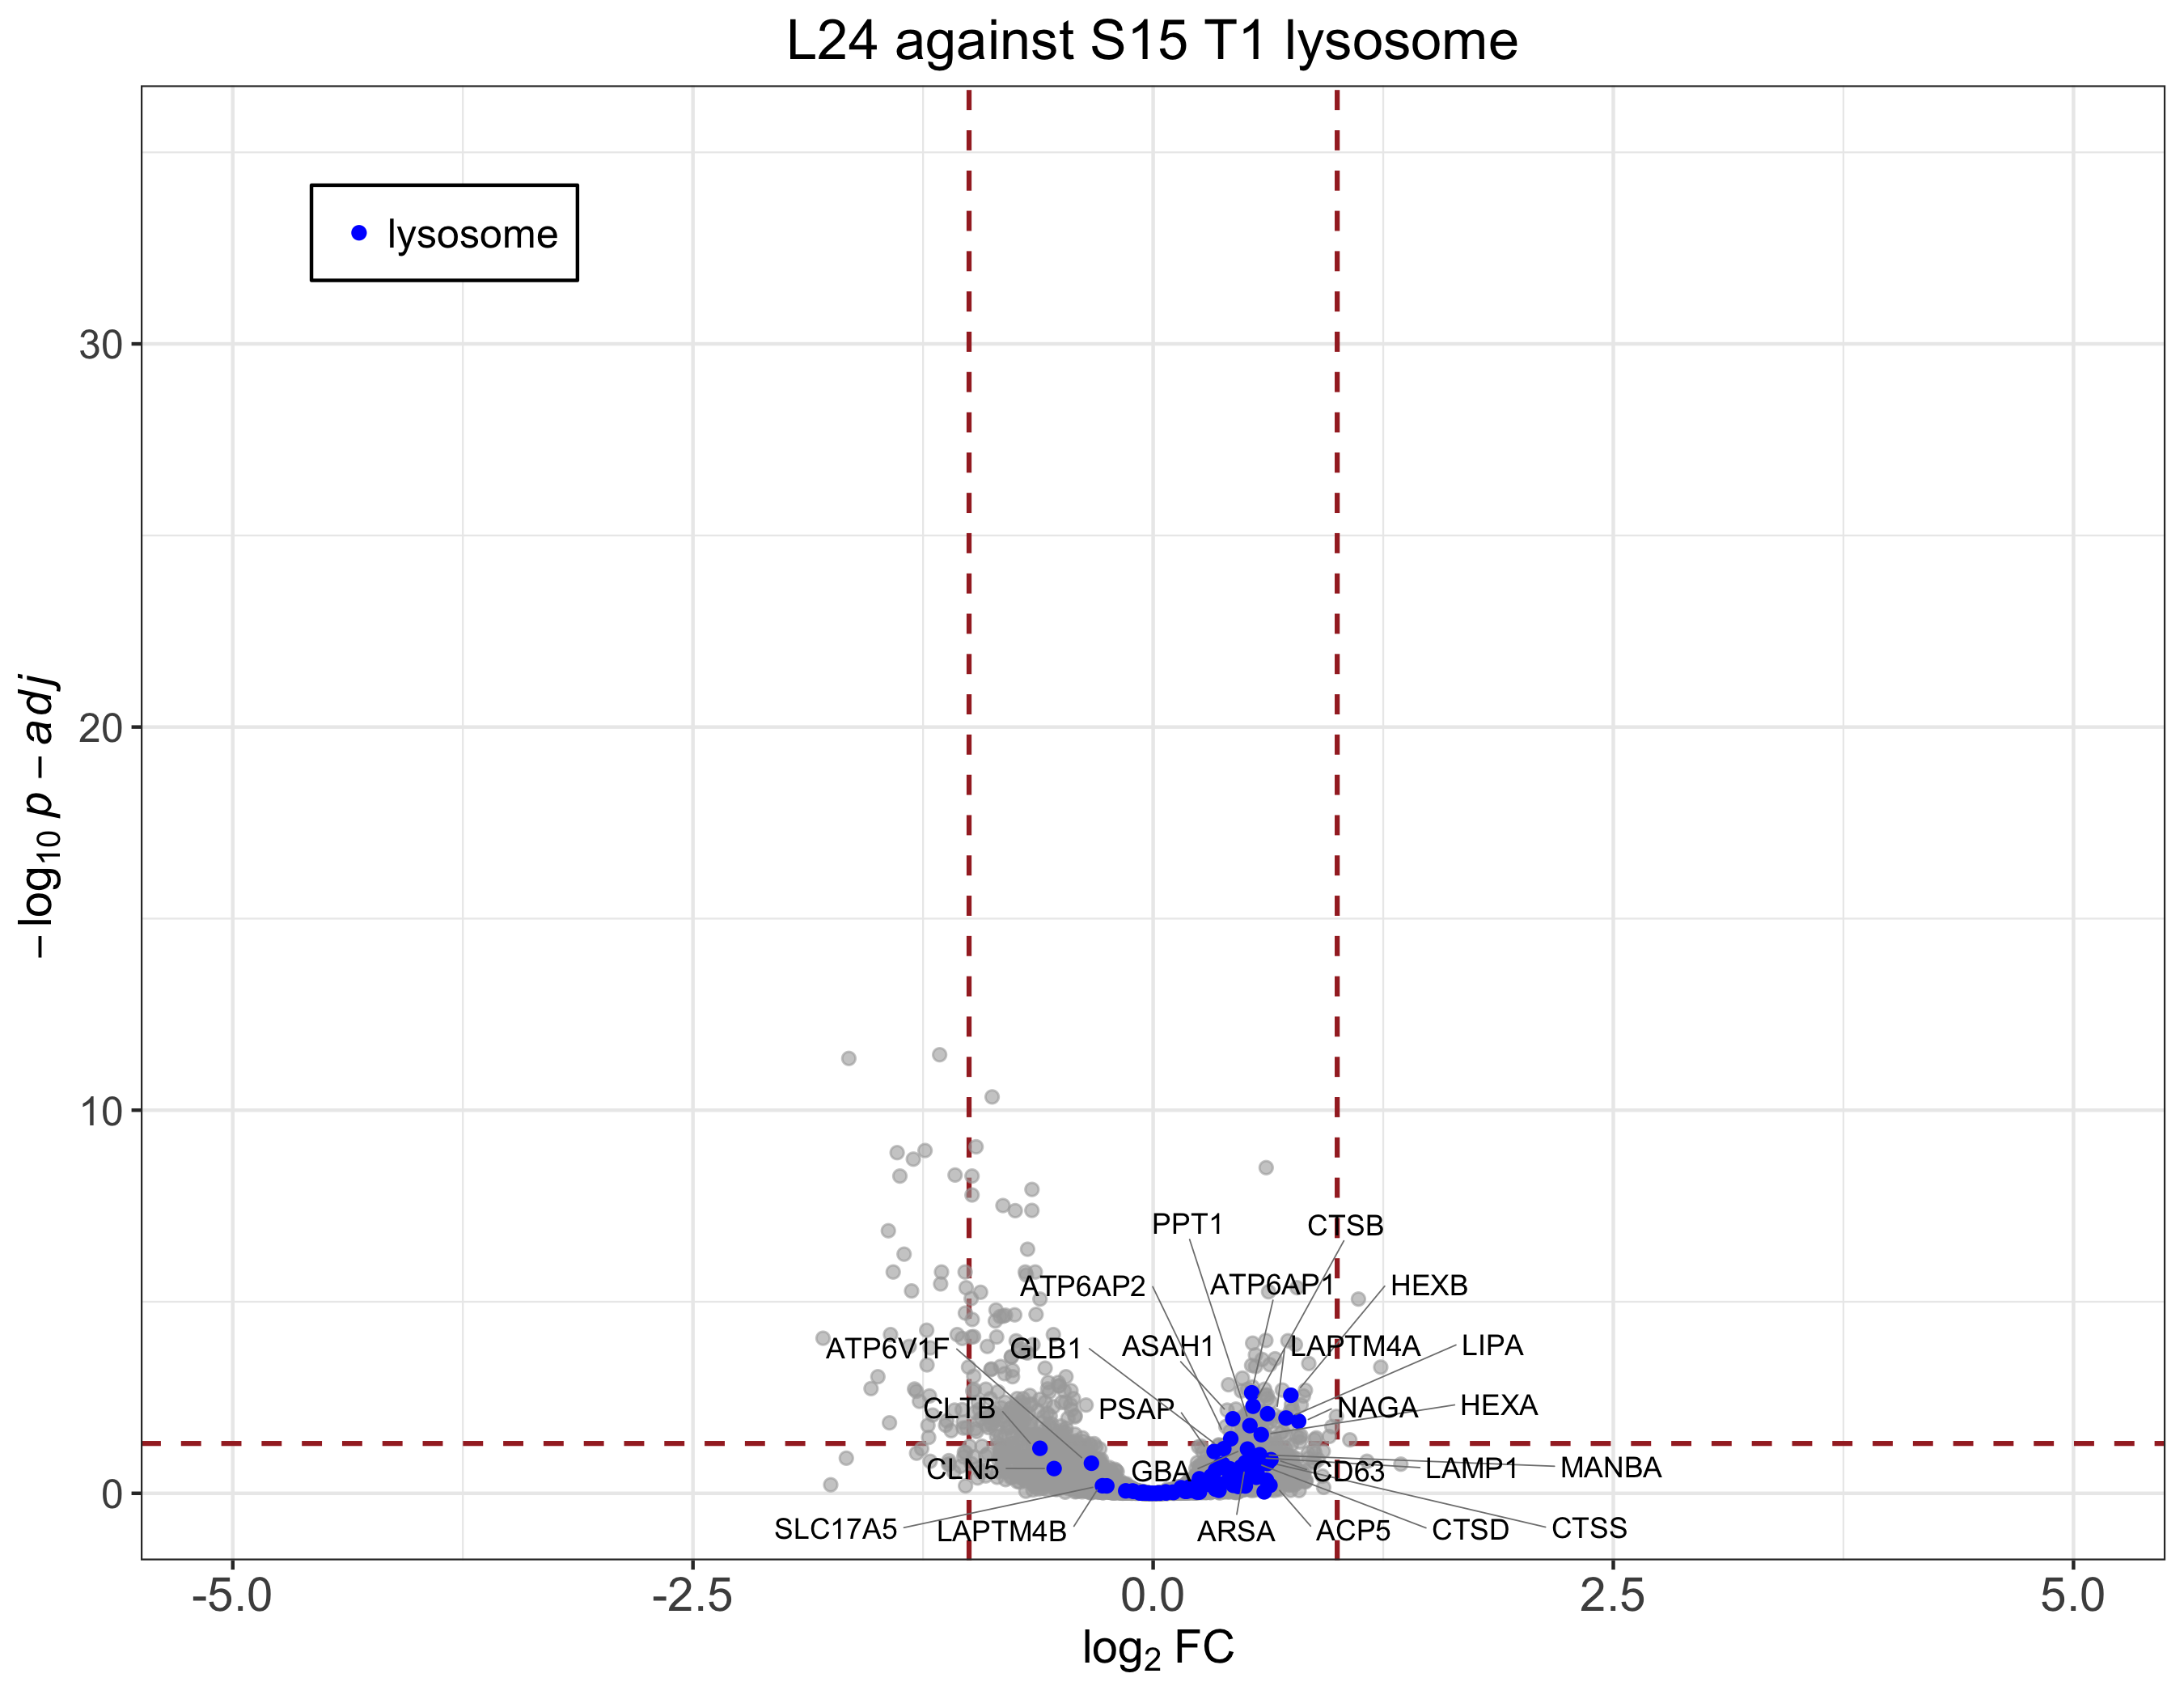 L24 against S15 T1 lysosome
lysosome
30
20
10
0
−log10 p − adj
PPT1 CTSB
ATP6AP2 ATP6AP1 HEXB
ATP6V1F GLB1 ASAH1 LAPTM4A LIPA
CLTB PSAP NAGA HEXA
CLN5 GBA CD63 LAMP1 MANBA
SLC17A5 LAPTM4B ARSA ACP5 CTSD CTSS
-5.0 -2.5 0.0 2.5 5.0
log2 FC